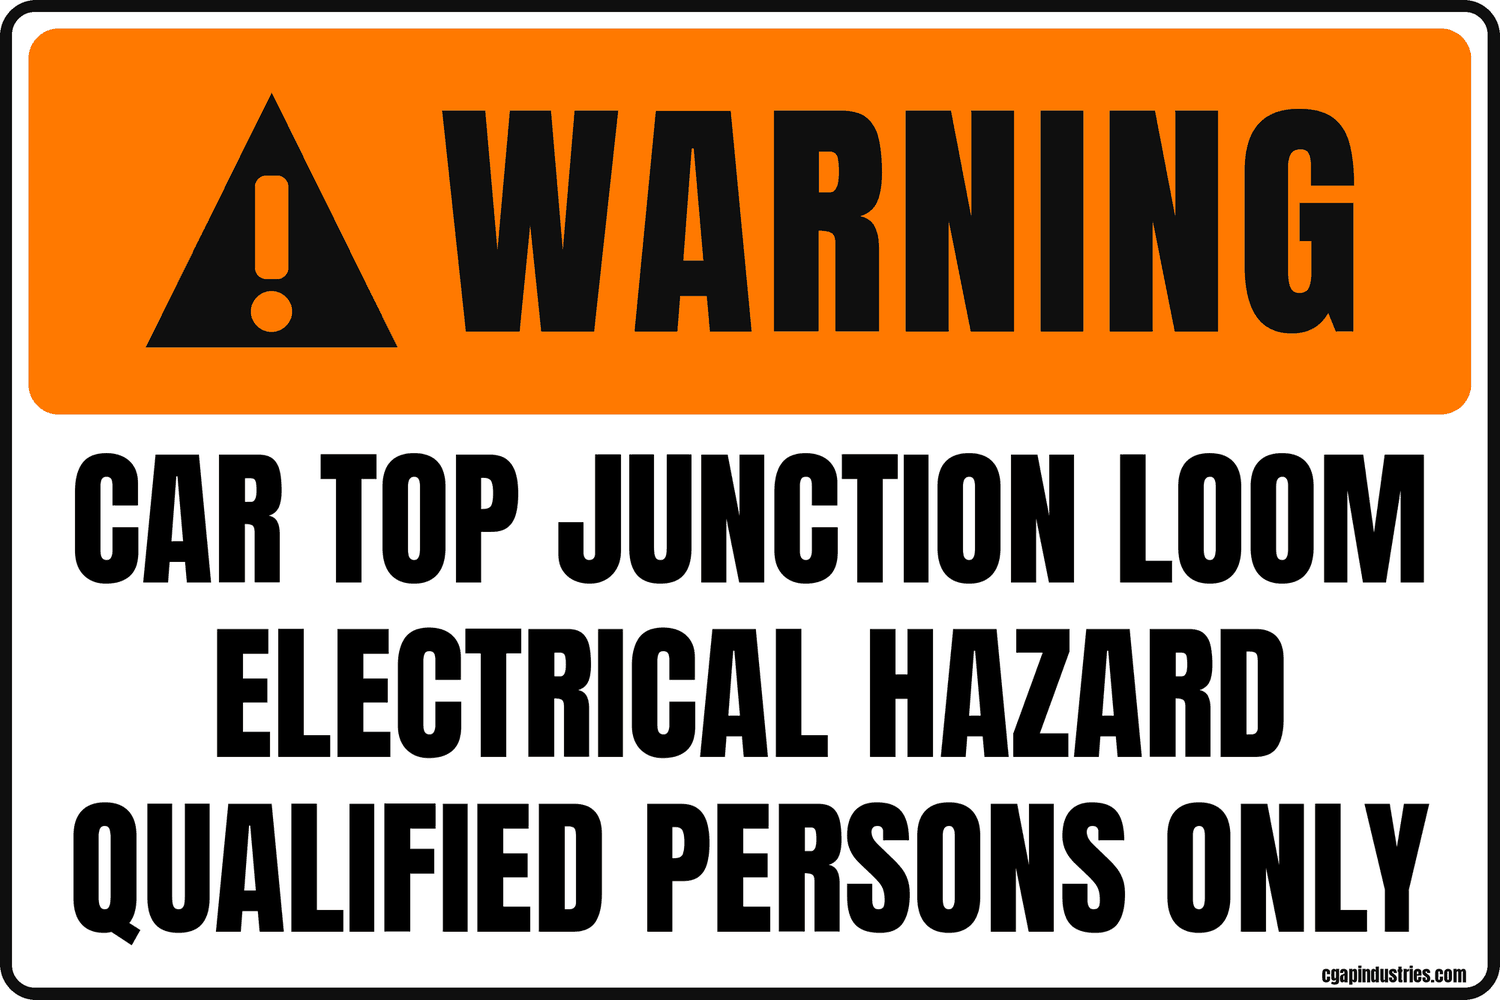 WARNING
CAR TOP JUNCTION LOOM
ELECTRICAL HAZARD
QUALIFIED PERSONS ONLY
cgapindustries.com